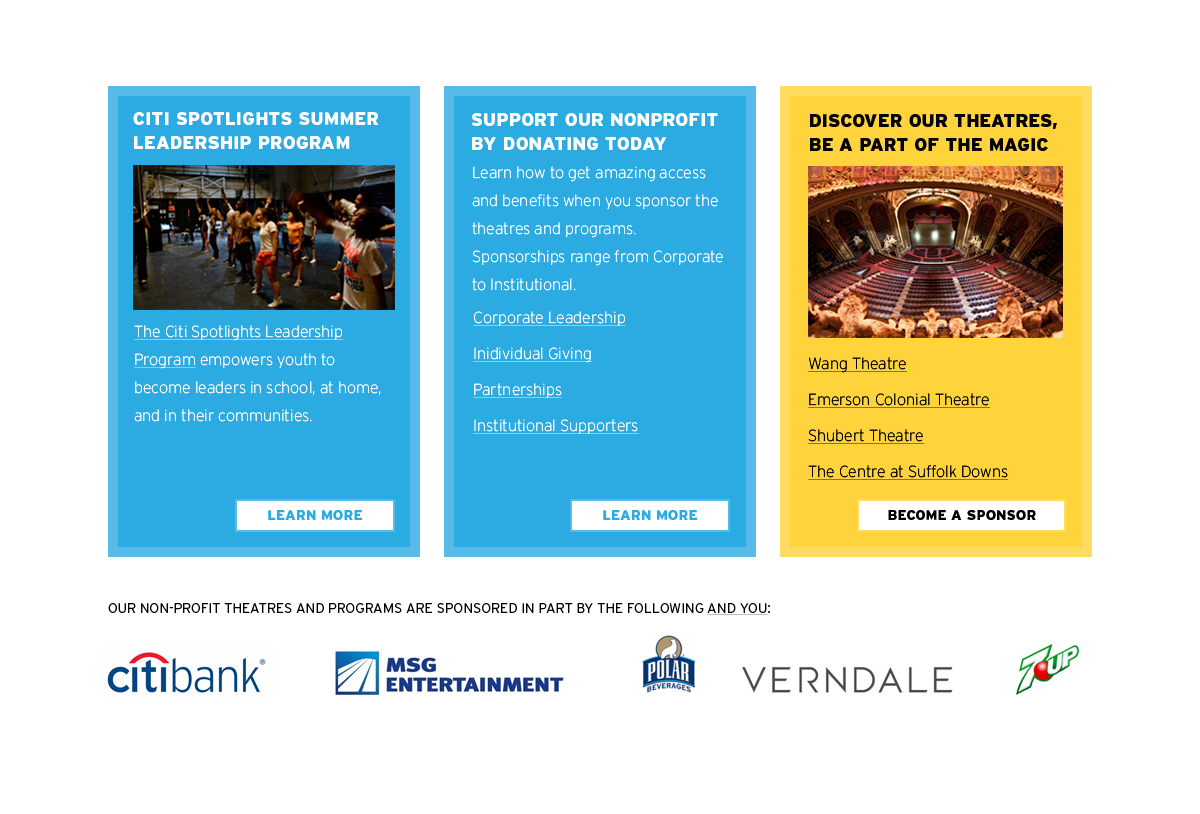 CITI SPOTLIGHTS SUMMER
LEADERSHIP PROGRAM
The Citi Spotlights Leadership
Program empowers youth to
become leaders in school, at home,
and in their communities.
LEARN MORE
SUPPORT OUR NONPROFIT
BY DONATING TODAY
Learn how to get amazing access
and benefits when you sponsor the
theatres and programs.
Sponsorships range from Corporate
to Institutional.
Corporate Leadership
Inidividual Giving
Partnerships
Institutional Supporters
LEARN MORE
DISCOVER OUR THEATRES,
BE A PART OF THE MAGIC
Wang Theatre
Emerson Colonial Theatre
Shubert Theatre
The Centre at Suffolk Downs
BECOME A SPONSOR
OUR NON-PROFIT THEATRES AND PROGRAMS ARE SPONSORED IN PART BY THE FOLLOWING AND YOU:
citibank®
MSG
ENTERTAINMENT
POLAR
BEVERAGES
VERNDALE
7UP